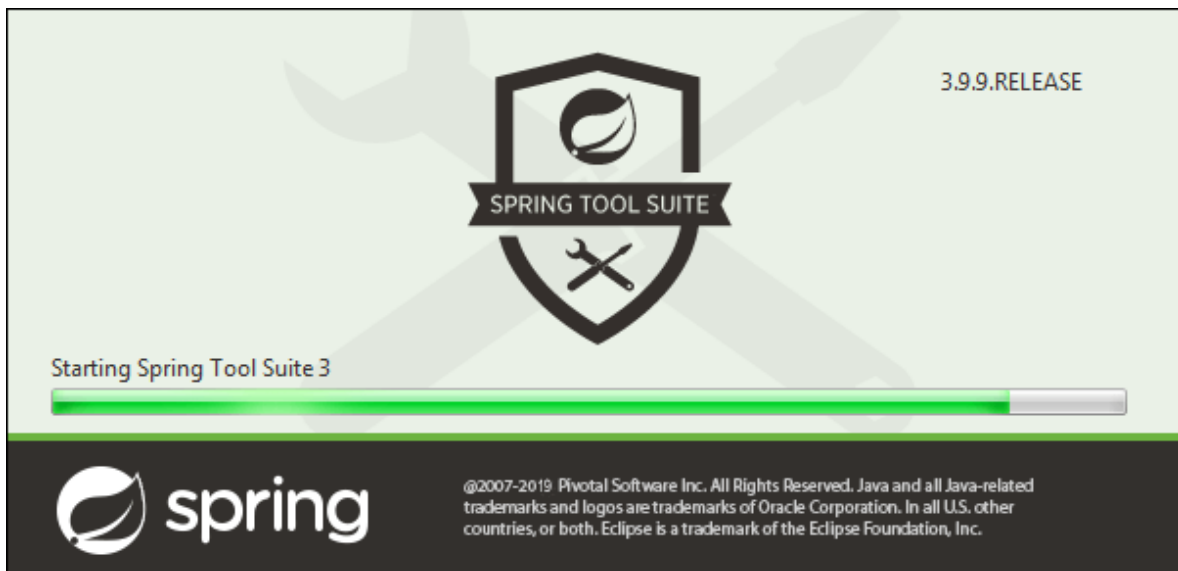 3.9.9.RELEASE
SPRING TOOL SUITE
Starting Spring Tool Suite 3
spring
@2007-2019 Pivotal Software Inc. All Rights Reserved. Java and all Java-related
trademarks and logos are trademarks of Oracle Corporation. In all U.S. other
countries, or both. Eclipse is a trademark of the Eclipse Foundation, Inc.